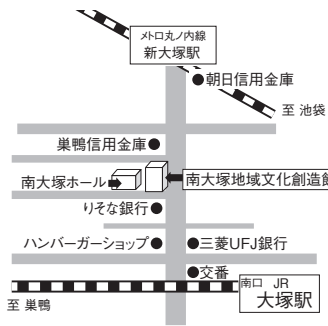 メトロ丸ノ内線
新大塚駅
朝日信用金庫
至 池袋
巣鴨信用金庫
南大塚ホール
南大塚地域文化創造館
りそな銀行
ハンバーガーショップ
三菱UFJ銀行
交番
南口 JR
大塚駅
至 巣鴨